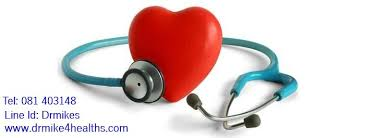 Tel: 081 403148
Line Id: Drmikes
www.drmike4healths.com